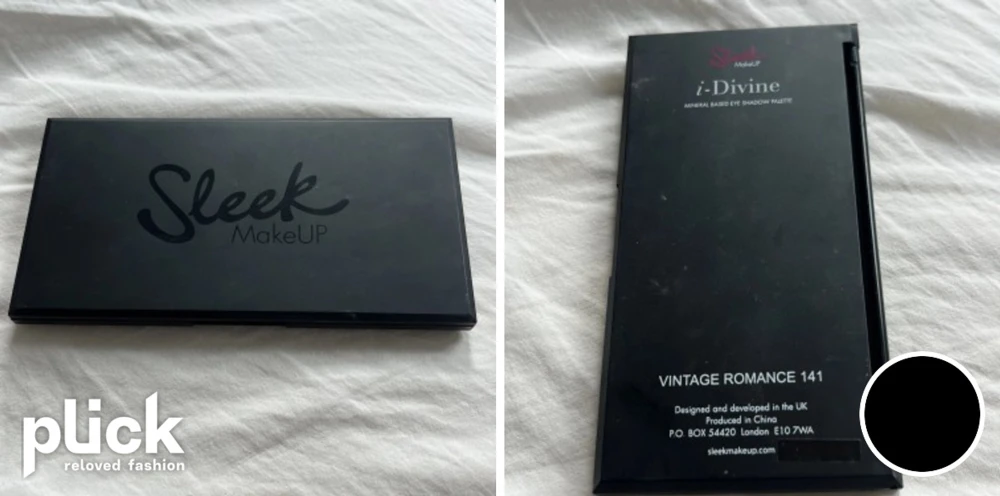 Sleek
MakeUP
plick
reloved fashion
Sleek
MakeUP
i-Divine
MINERAL BASED EYE SHADOW PALETTE
VINTAGE ROMANCE 141
Designed and developed in the UK
Produced in China
P.O. BOX 54420 London E10 7WA
sleekmakeup.com